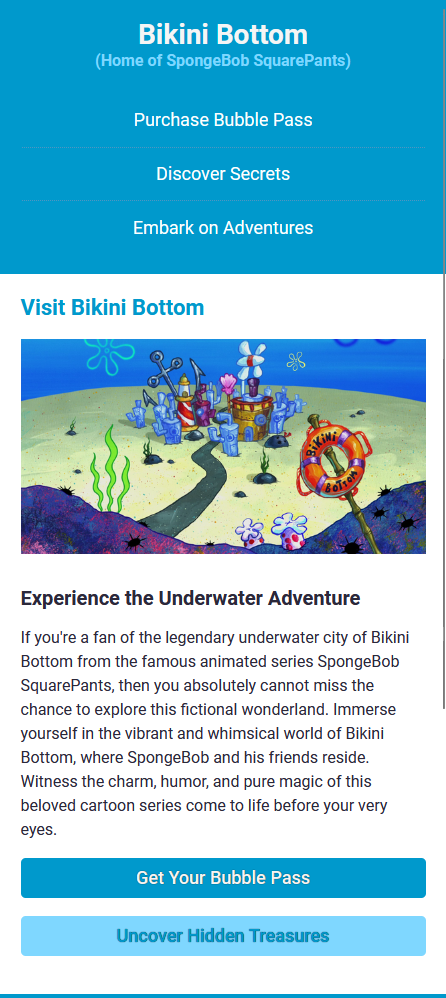 Bikini Bottom
(Home of SpongeBob SquarePants)
Purchase Bubble Pass
Discover Secrets
Embark on Adventures
Visit Bikini Bottom
BIKINI
BOTTOM
Experience the Underwater Adventure
If you're a fan of the legendary underwater city of Bikini
Bottom from the famous animated series SpongeBob
SquarePants, then you absolutely cannot miss the
chance to explore this fictional wonderland. Immerse
yourself in the vibrant and whimsical world of Bikini
Bottom, where SpongeBob and his friends reside.
Witness the charm, humor, and pure magic of this
beloved cartoon series come to life before your very
eyes.
Get Your Bubble Pass
Uncover Hidden Treasures